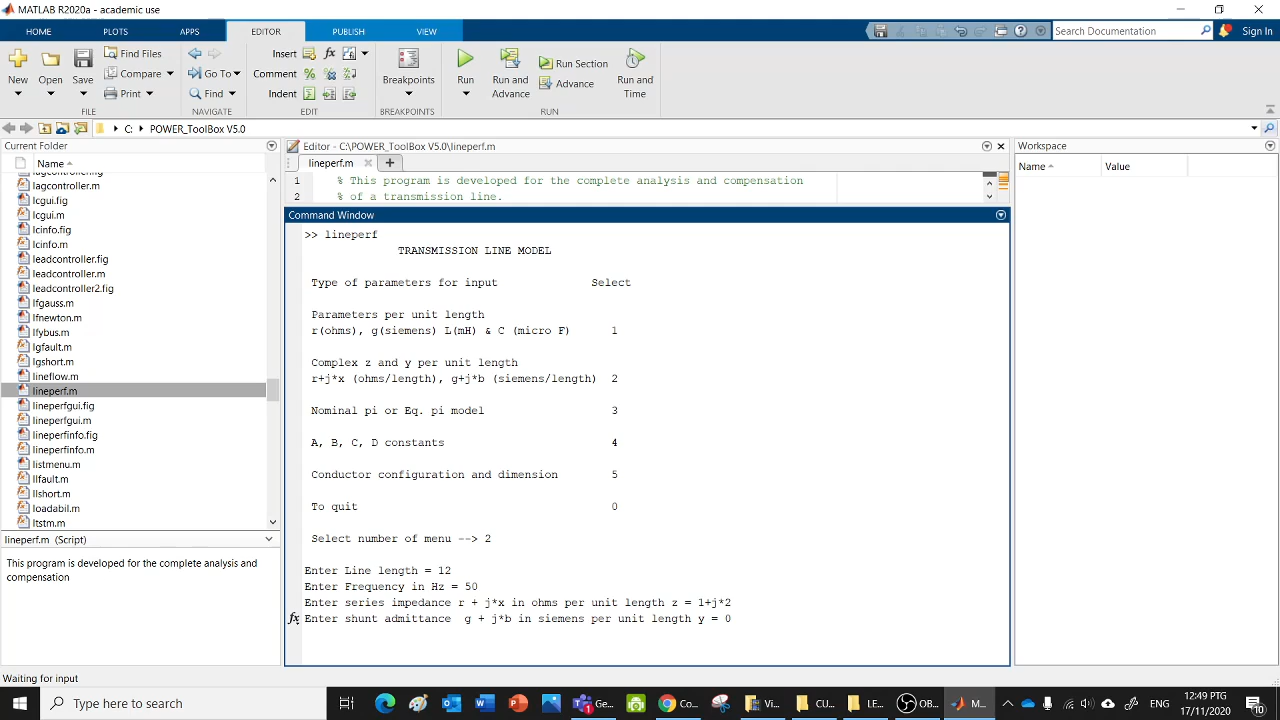 MATLAB R2020a - academic use
HOME PLOTS APPS EDITOR PUBLISH VIEW
Search Documentation
Sign In
New
Open
Save
Find Files
Compare
Print
Go To
Find
Insert
Comment
Indent
Breakpoints
Run
Run and Advance
Run Section
Advance
Run and Time
FILE NAVIGATE EDIT BREAKPOINTS RUN
C: POWER_ToolBox V5.0
Current Folder
Name
lagcontroller.fig
lagcontroller.m
lcgui.fig
lcgui.m
lcinfo.fig
lcinfo.m
leadcontroller.fig
leadcontroller.m
leadcontroller2.fig
lfgauss.m
lfnewton.m
lfybus.m
lgfault.m
lgshort.m
lineflow.m
lineperf.m
lineperfgui.fig
lineperfgui.m
lineperfinfo.fig
lineperfinfo.m
listmenu.m
llfault.m
llshort.m
loadabil.m
ltstm.m
lineperf.m (Script)
This program is developed for the complete analysis and
compensation
Editor - C:\POWER_ToolBox V5.0\lineperf.m
lineperf.m
1 % This program is developed for the complete analysis and compensation
2 % of a transmission line.
Command Window
>> lineperf
TRANSMISSION LINE MODEL
Type of parameters for input Select
Parameters per unit length
r(ohms), g(siemens) L(mH) & C (micro F) 1
Complex z and y per unit length
r+j*x (ohms/length), g+j*b (siemens/length) 2
Nominal pi or Eq. pi model 3
A, B, C, D constants 4
Conductor configuration and dimension 5
To quit 0
Select number of menu --> 2
Enter Line length = 12
Enter Frequency in Hz = 50
Enter series impedance r + j*x in ohms per unit length z = 1+j*2
fx Enter shunt admittance g + j*b in siemens per unit length y = 0
Workspace
Name Value
Waiting for input
Type here to search
Ge...
Co...
Vi...
CU...
LE...
OB...
M...
ENG
12:49 PTG
17/11/2020
10